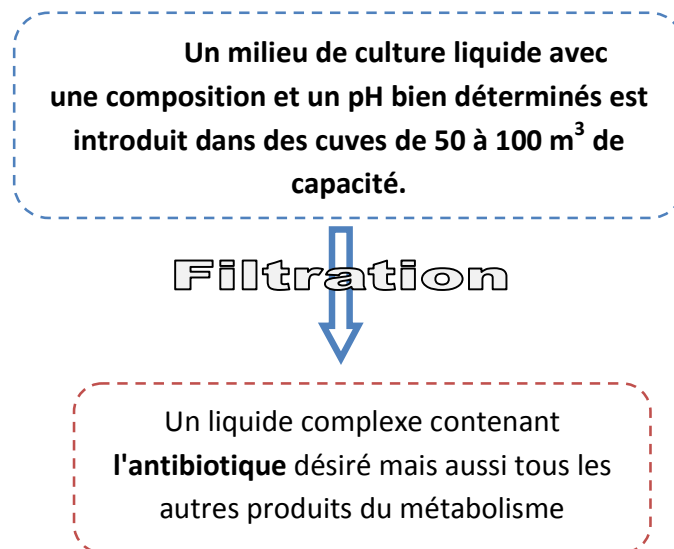 Un milieu de culture liquide avec
une composition et un pH bien déterminés est
introduit dans des cuves de 50 à 100 m³ de
capacité.
Filtration
Un liquide complexe contenant
l'antibiotique désiré mais aussi tous les
autres produits du métabolisme